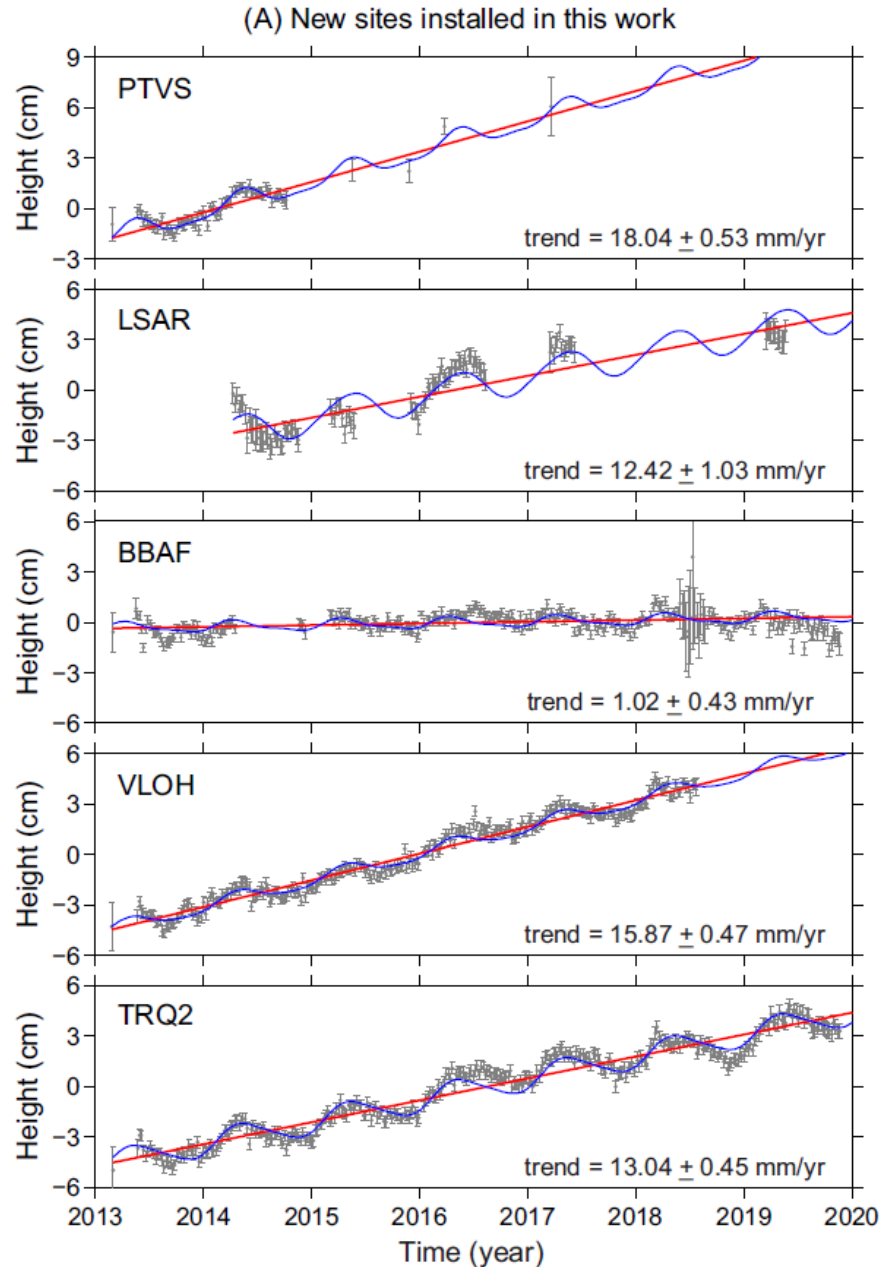 (A) New sites installed in this work
9
6
3
0
−3
Height (cm)
PTVS
trend = 18.04 ± 0.53 mm/yr
6
3
0
−3
−6
Height (cm)
LSAR
trend = 12.42 ± 1.03 mm/yr
6
3
0
−3
−6
Height (cm)
BBAF
trend = 1.02 ± 0.43 mm/yr
6
3
0
−3
−6
Height (cm)
VLOH
trend = 15.87 ± 0.47 mm/yr
6
3
0
−3
−6
Height (cm)
TRQ2
trend = 13.04 ± 0.45 mm/yr
2013 2014 2015 2016 2017 2018 2019 2020
Time (year)